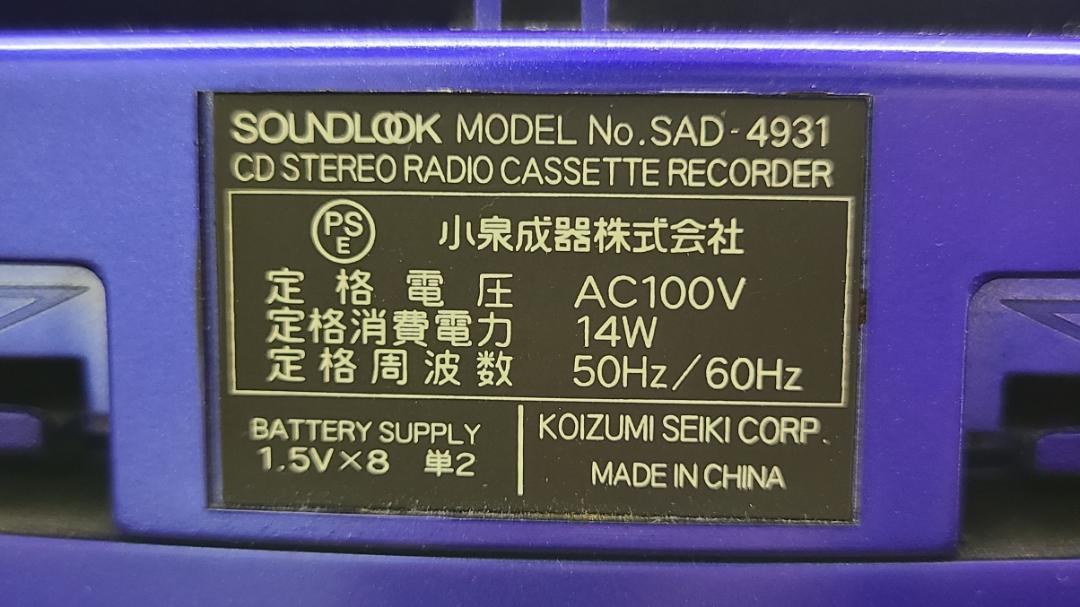 SOUNDLOOK MODEL No.SAD-4931
CD STEREO RADIO CASSETTE RECORDER
PSE 小泉成器株式会社
定格電圧 AC100V
定格消費電力 14W
定格周波数 50Hz/60Hz
BATTERY SUPPLY
1.5V×8 単2
KOIZUMI SEIKI CORP.
MADE IN CHINA